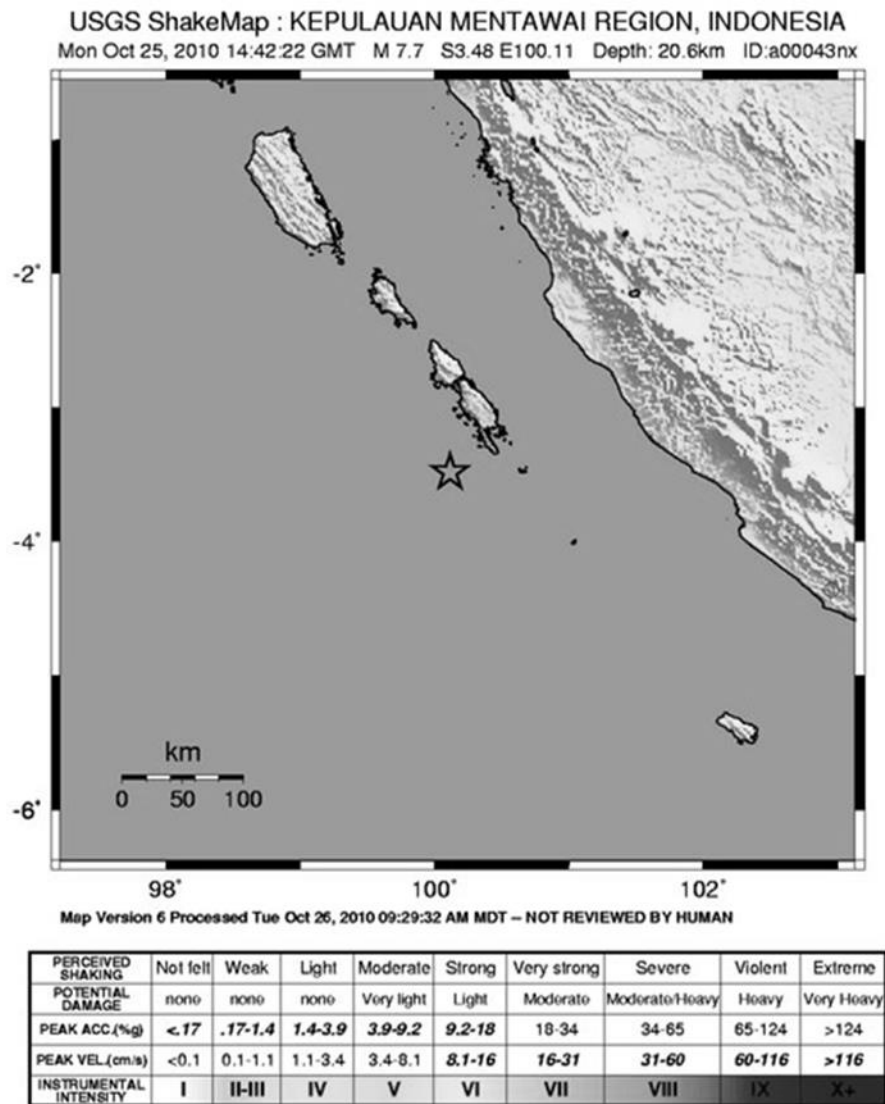 USGS ShakeMap : KEPULAUAN MENTAWAI REGION, INDONESIA
Mon Oct 25, 2010 14:42:22 GMT M 7.7 S3.48 E100.11 Depth: 20.6km ID:a00043nx
-2°
-4°
km
0 50 100
-6°
98° 100° 102°
Map Version 6 Processed Tue Oct 26, 2010 09:29:32 AM MDT -- NOT REVIEWED BY HUMAN
PERCEIVED SHAKING Not felt Weak Light Moderate Strong Very strong Severe Violent Extreme
POTENTIAL DAMAGE none none none Very light Light Moderate Moderate/Heavy Heavy Very Heavy
PEAK ACC.(%g) <.17 .17-1.4 1.4-3.9 3.9-9.2 9.2-18 18-34 34-65 65-124 >124
PEAK VEL.(cm/s) <0.1 0.1-1.1 1.1-3.4 3.4-8.1 8.1-16 16-31 31-60 60-116 >116
INSTRUMENTAL INTENSITY I II-III IV V VI VII VIII IX X+